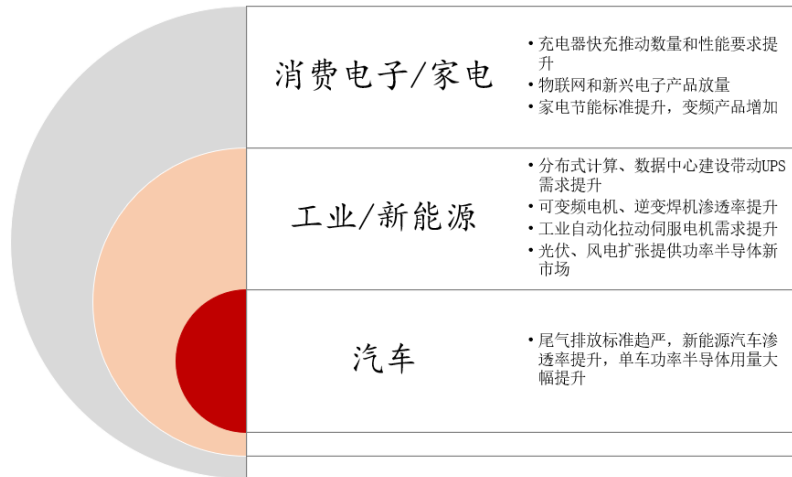 消费电子/家电
• 充电器快充推动数量和性能要求提
升
• 物联网和新兴电子产品放量
• 家电节能标准提升，变频产品增加
工业/新能源
• 分布式计算、数据中心建设带动UPS
需求提升
• 可变频电机、逆变焊机渗透率提升
• 工业自动化拉动伺服电机需求提升
• 光伏、风电扩张提供功率半导体新
市场
汽车
• 尾气排放标准趋严，新能源汽车渗
透率提升，单车功率半导体用量大
幅提升